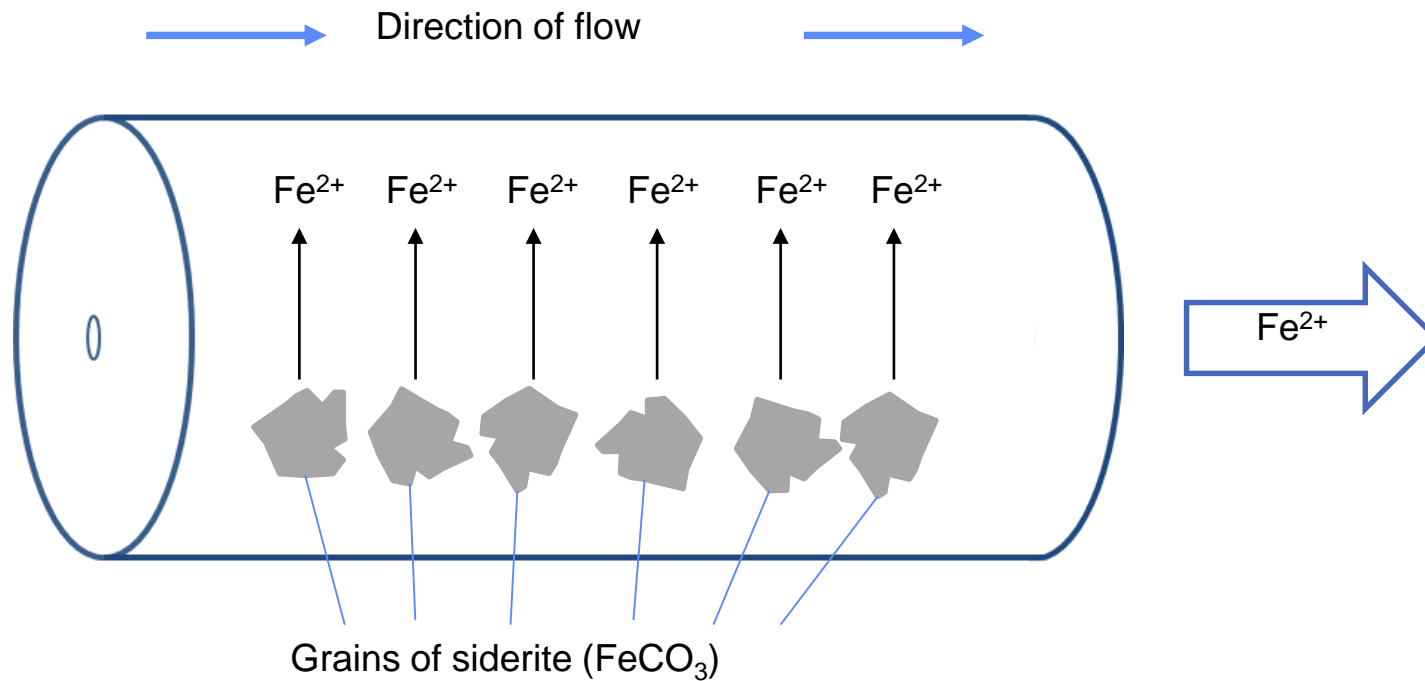 Direction of flow
Fe²⁺ Fe²⁺ Fe²⁺ Fe²⁺ Fe²⁺ Fe²⁺
Fe²⁺
Grains of siderite (FeCO₃)